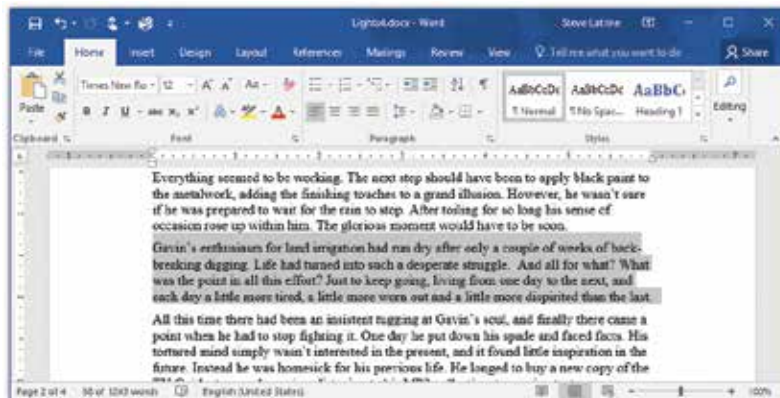 Lights4.docx - Word
Steve Latine
File Home Insert Design Layout References Mailings Review View Tell me what you want to do Share
Paste
Times New Ro 12 A A Aa
AaBbCcDc AaBbCcDc AaBbC
B I U abc x₂ x² A
¶ Normal ¶ No Spac... Heading 1
Editing
Clipboard Font Paragraph Styles
Everything seemed to be working. The next step should have been to apply black paint to
the metalwork, adding the finishing touches to a grand illusion. However, he wasn't sure
if he was prepared to wait for the rain to stop. After toiling for so long his sense of
occasion rose up within him. The glorious moment would have to be soon.
Gavin's enthusiasm for land irrigation had run dry after only a couple of weeks of back-
breaking digging. Life had turned into such a desperate struggle. And all for what? What
was the point in all this effort? Just to keep going, living from one day to the next, and
each day a little more tired, a little more worn out and a little more dispirited than the last.
All this time there had been an insistent tugging at Gavin's soul, and finally there came a
point when he had to stop fighting it. One day he put down his spade and faced facts. His
tortured mind simply wasn't interested in the present, and it found little inspiration in the
future. Instead he was homesick for his previous life. He longed to buy a new copy of the
Page 2 of 4 words English (United States) 100%